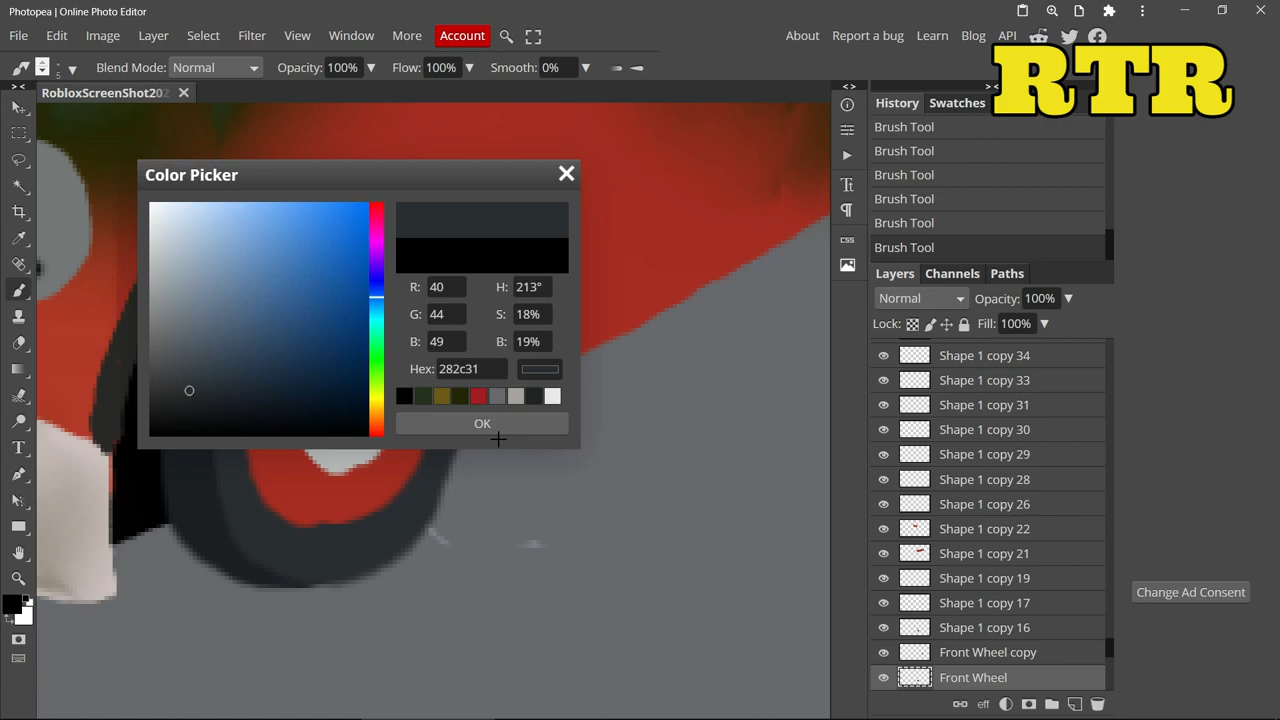 Photopea | Online Photo Editor
File Edit Image Layer Select Filter View Window More Account
About Report a bug Learn Blog API
RTR
5 Blend Mode: Normal Opacity: 100% Flow: 100% Smooth: 0%
RobloxScreenShot202
History Swatches
Brush Tool
Brush Tool
Brush Tool
Brush Tool
Brush Tool
Brush Tool
Color Picker
R: 40 H: 213°
G: 44 S: 18%
B: 49 B: 19%
Hex: 282c31
OK
CSS
Layers Channels Paths
Normal Opacity: 100%
Lock: Fill: 100%
Shape 1 copy 34
Shape 1 copy 33
Shape 1 copy 31
Shape 1 copy 30
Shape 1 copy 29
Shape 1 copy 28
Shape 1 copy 26
Shape 1 copy 22
Shape 1 copy 21
Shape 1 copy 19
Shape 1 copy 17
Shape 1 copy 16
Front Wheel copy
Front Wheel
eff
Change Ad Consent